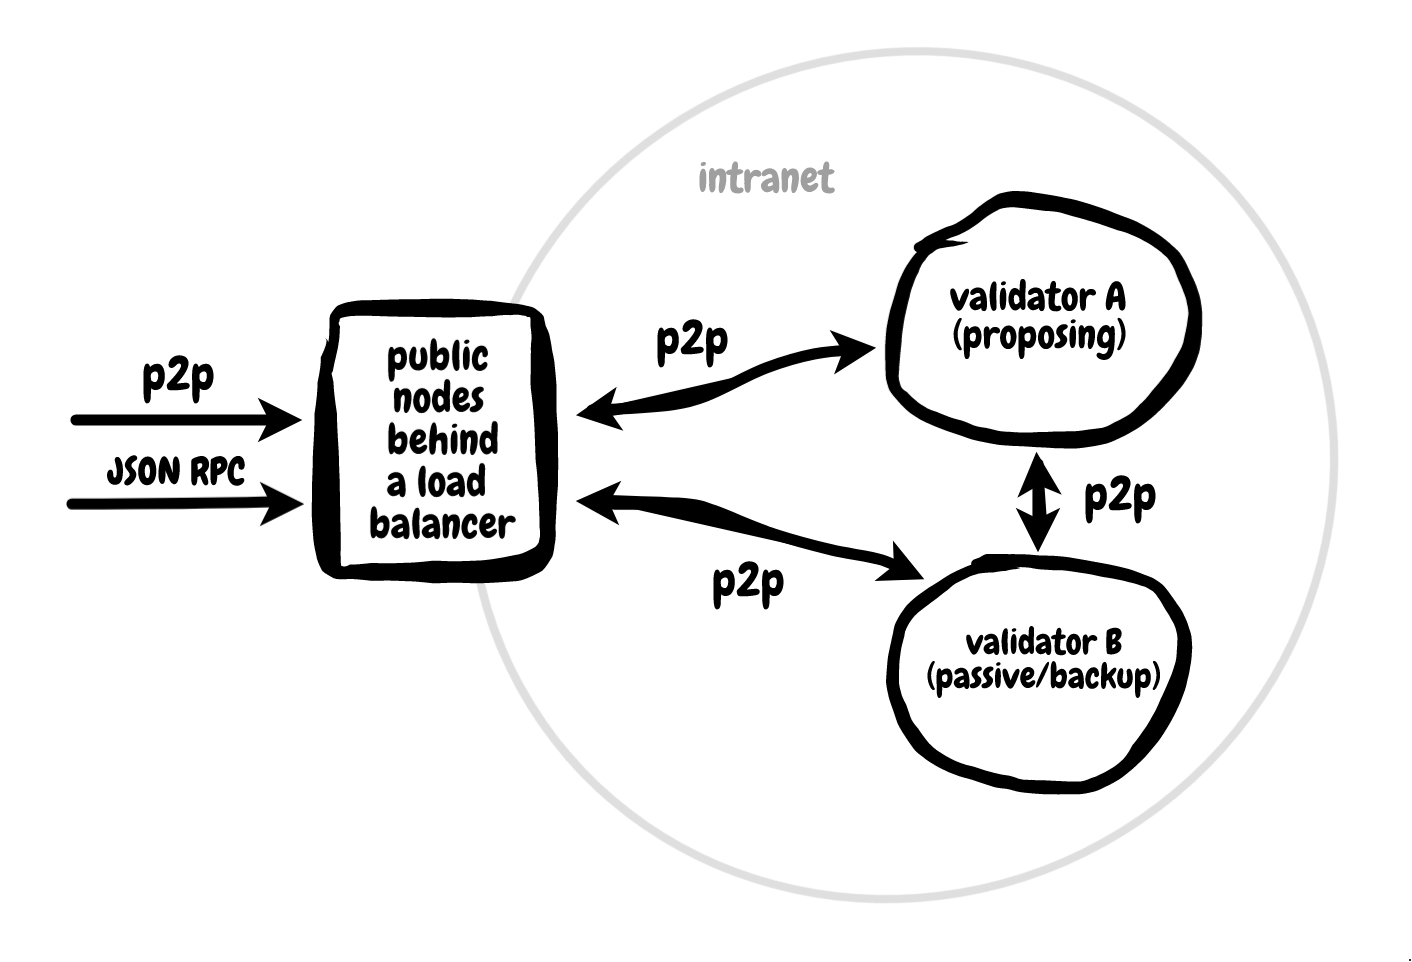 intranet
p2p
JSON RPC
public
nodes
behind
a load
balancer
p2p
p2p
validator A
(proposing)
p2p
validator B
(passive/backup)